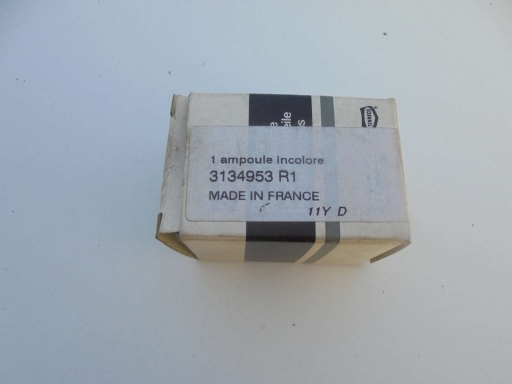 1 ampoule incolore
3134953 R1
MADE IN FRANCE
11Y D